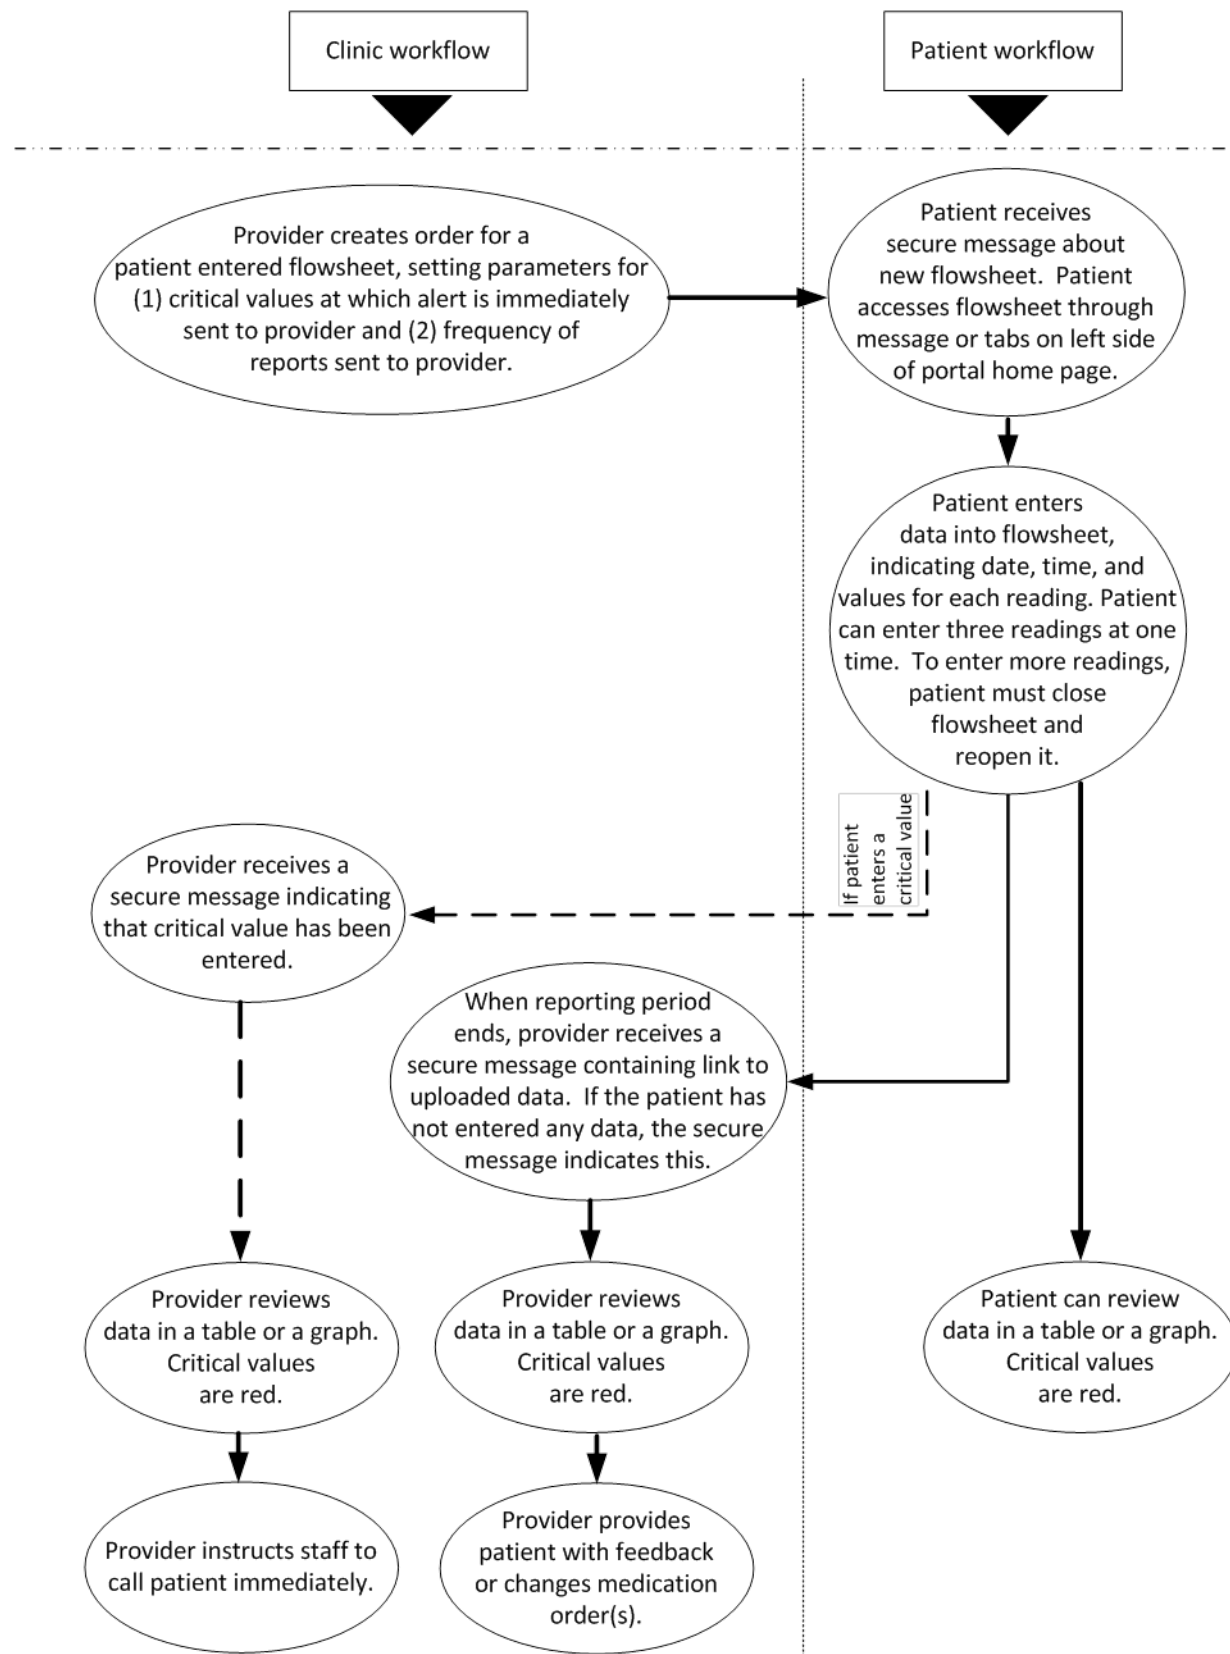 Clinic workflow
Patient workflow
Provider creates order for a
patient entered flowsheet, setting parameters for
(1) critical values at which alert is immediately
sent to provider and (2) frequency of
reports sent to provider.
Patient receives
secure message about
new flowsheet.  Patient
accesses flowsheet through
message or tabs on left side
of portal home page.
Patient enters
data into flowsheet,
indicating date, time, and
values for each reading. Patient
can enter three readings at one
time.  To enter more readings,
patient must close
flowsheet and
reopen it.
If patient
enters a
critical value
Provider receives a
secure message indicating
that critical value has been
entered.
When reporting period
ends, provider receives a
secure message containing link to
uploaded data.  If the patient has
not entered any data, the secure
message indicates this.
Provider reviews
data in a table or a graph.
Critical values
are red.
Provider reviews
data in a table or a graph.
Critical values
are red.
Patient can review
data in a table or a graph.
Critical values
are red.
Provider instructs staff to
call patient immediately.
Provider provides
patient with feedback
or changes medication
order(s).